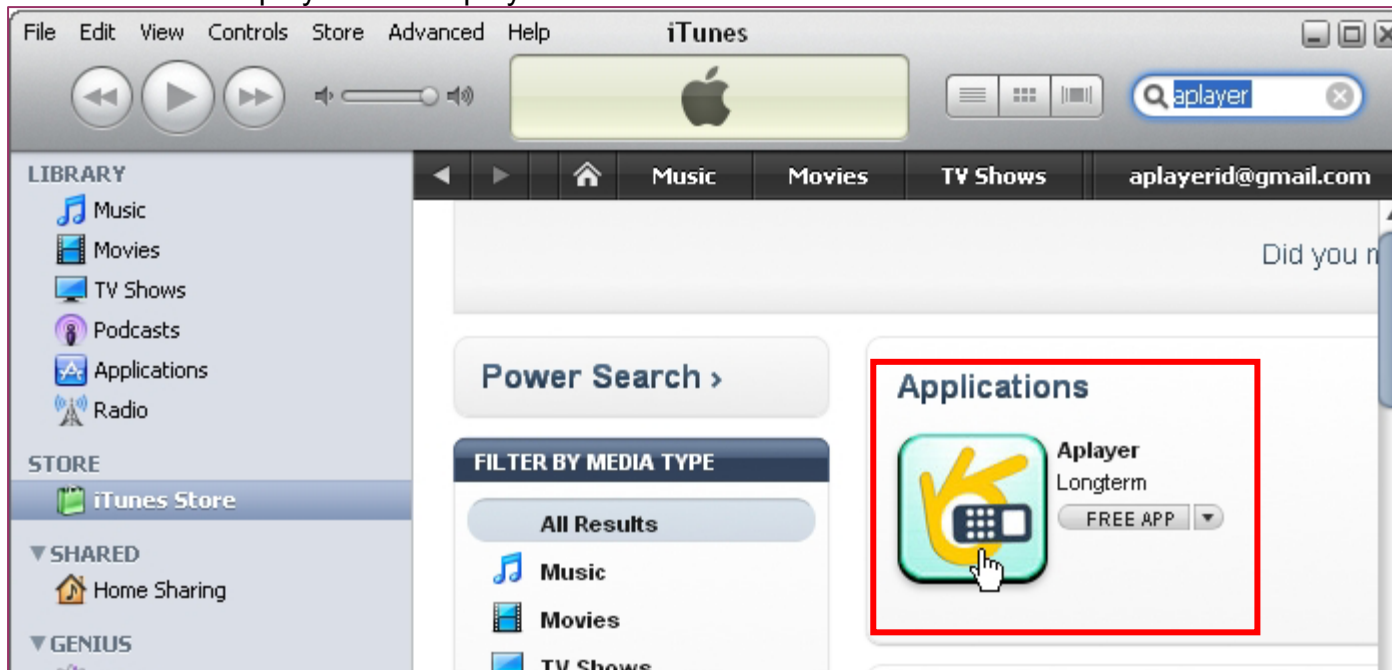 File Edit View Controls Store Advanced Help iTunes
aplayer
LIBRARY
Music
Movies
TV Shows
Podcasts
Applications
Radio
STORE
iTunes Store
SHARED
Home Sharing
GENIUS
Music Movies TV Shows aplayerid@gmail.com
Did you
Power Search ›
FILTER BY MEDIA TYPE
All Results
Music
Movies
TV Shows
Applications
Aplayer
Longterm
FREE APP